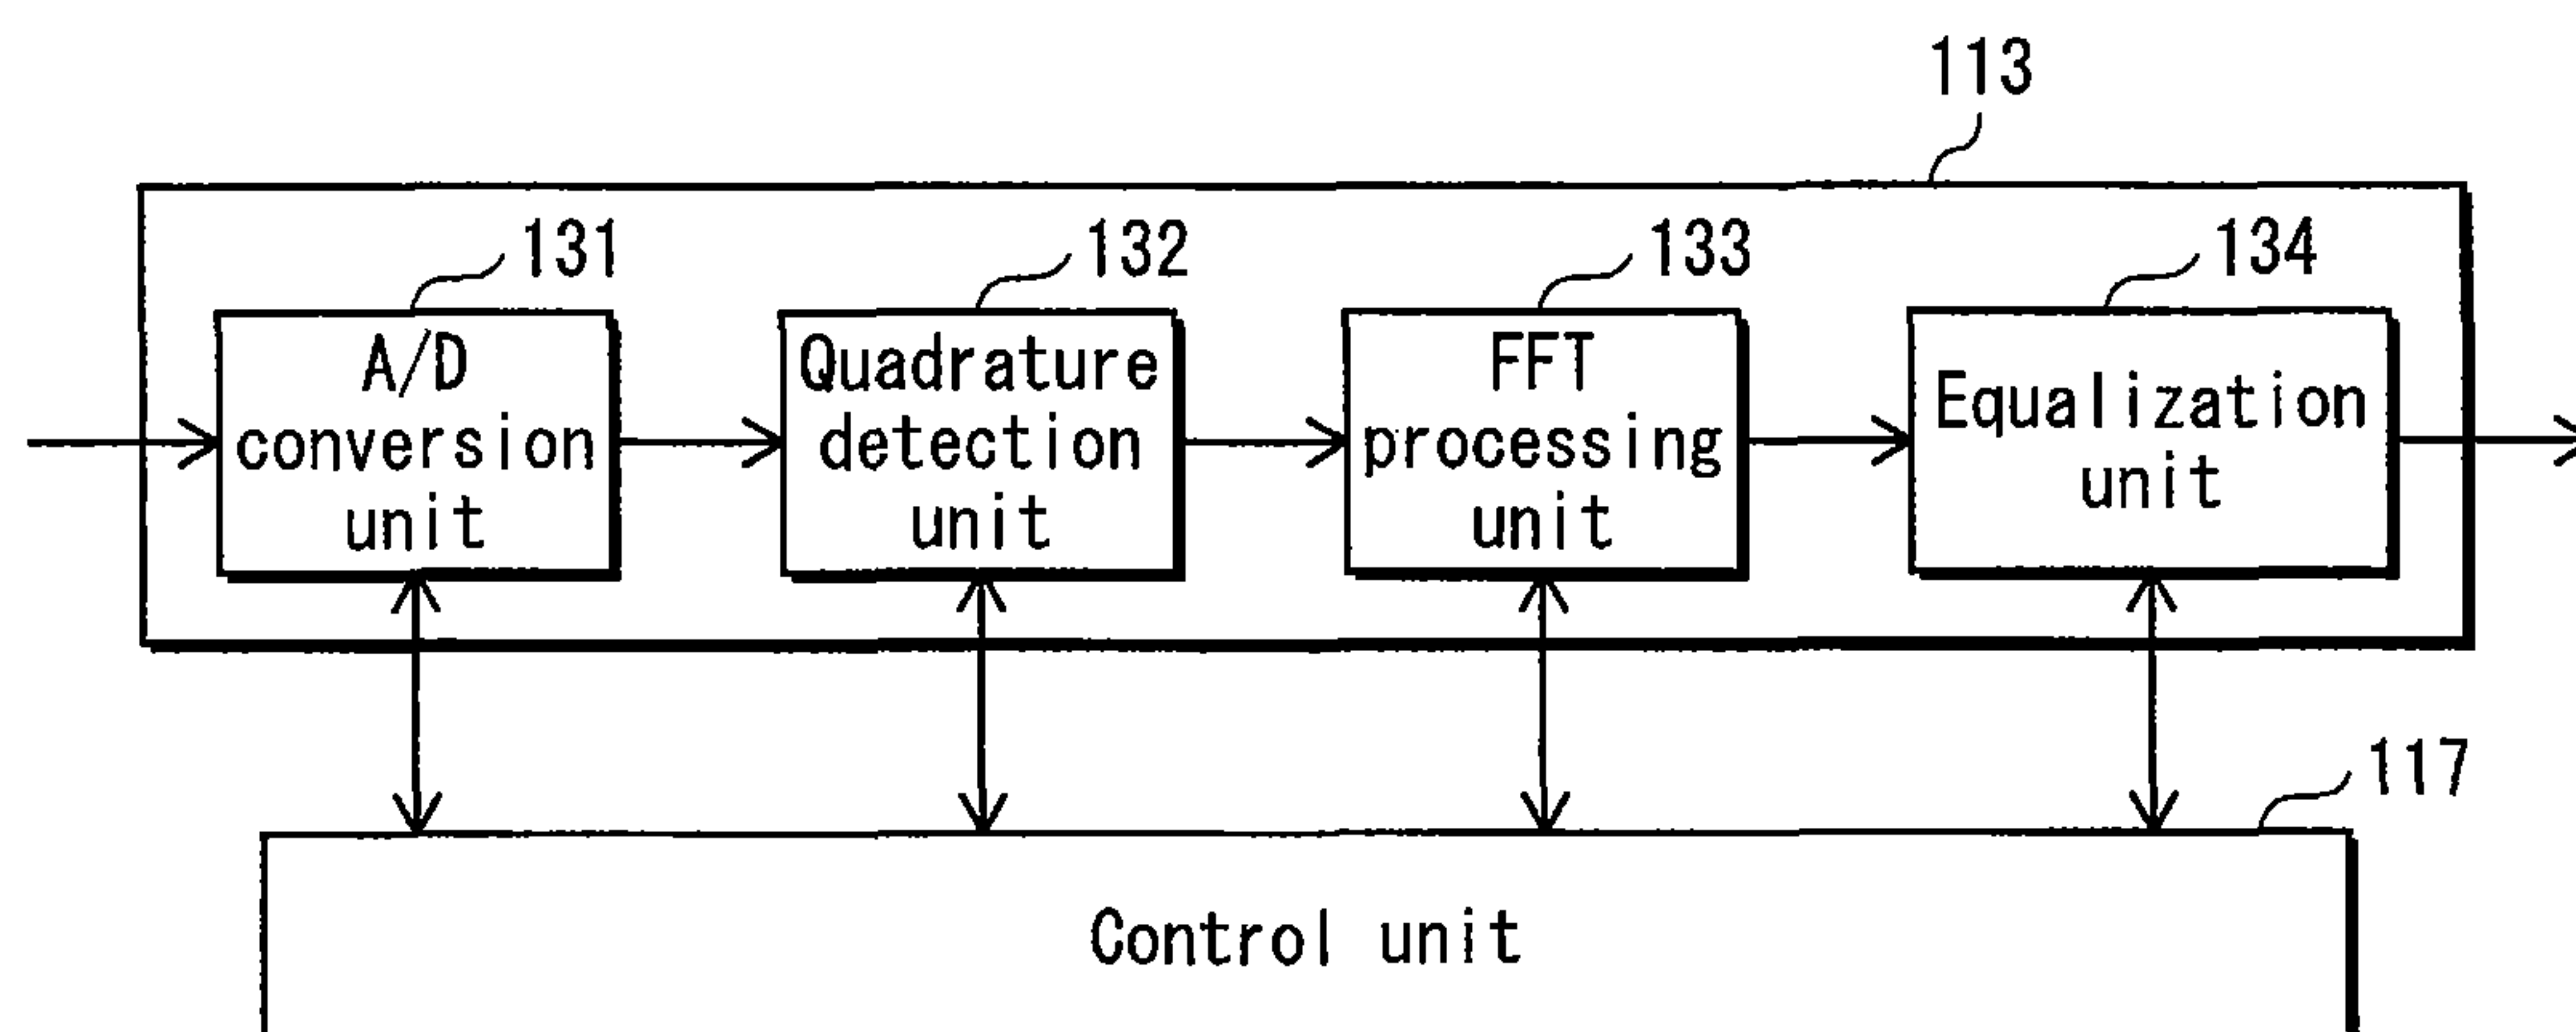 113
131
132
133
134
A/D
conversion
unit
Quadrature
detection
unit
FFT
processing
unit
Equalization
unit
117
Control unit